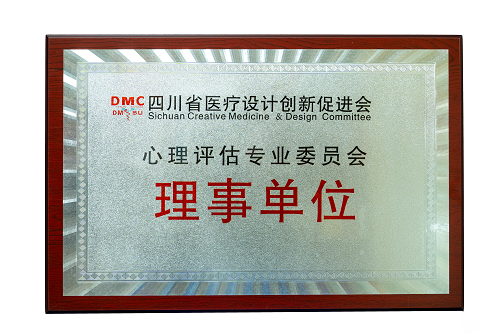 DMC 四川省医疗设计创新促进会
Sichuan Creative Medicine & Design Committee
心理评估专业委员会
理事单位